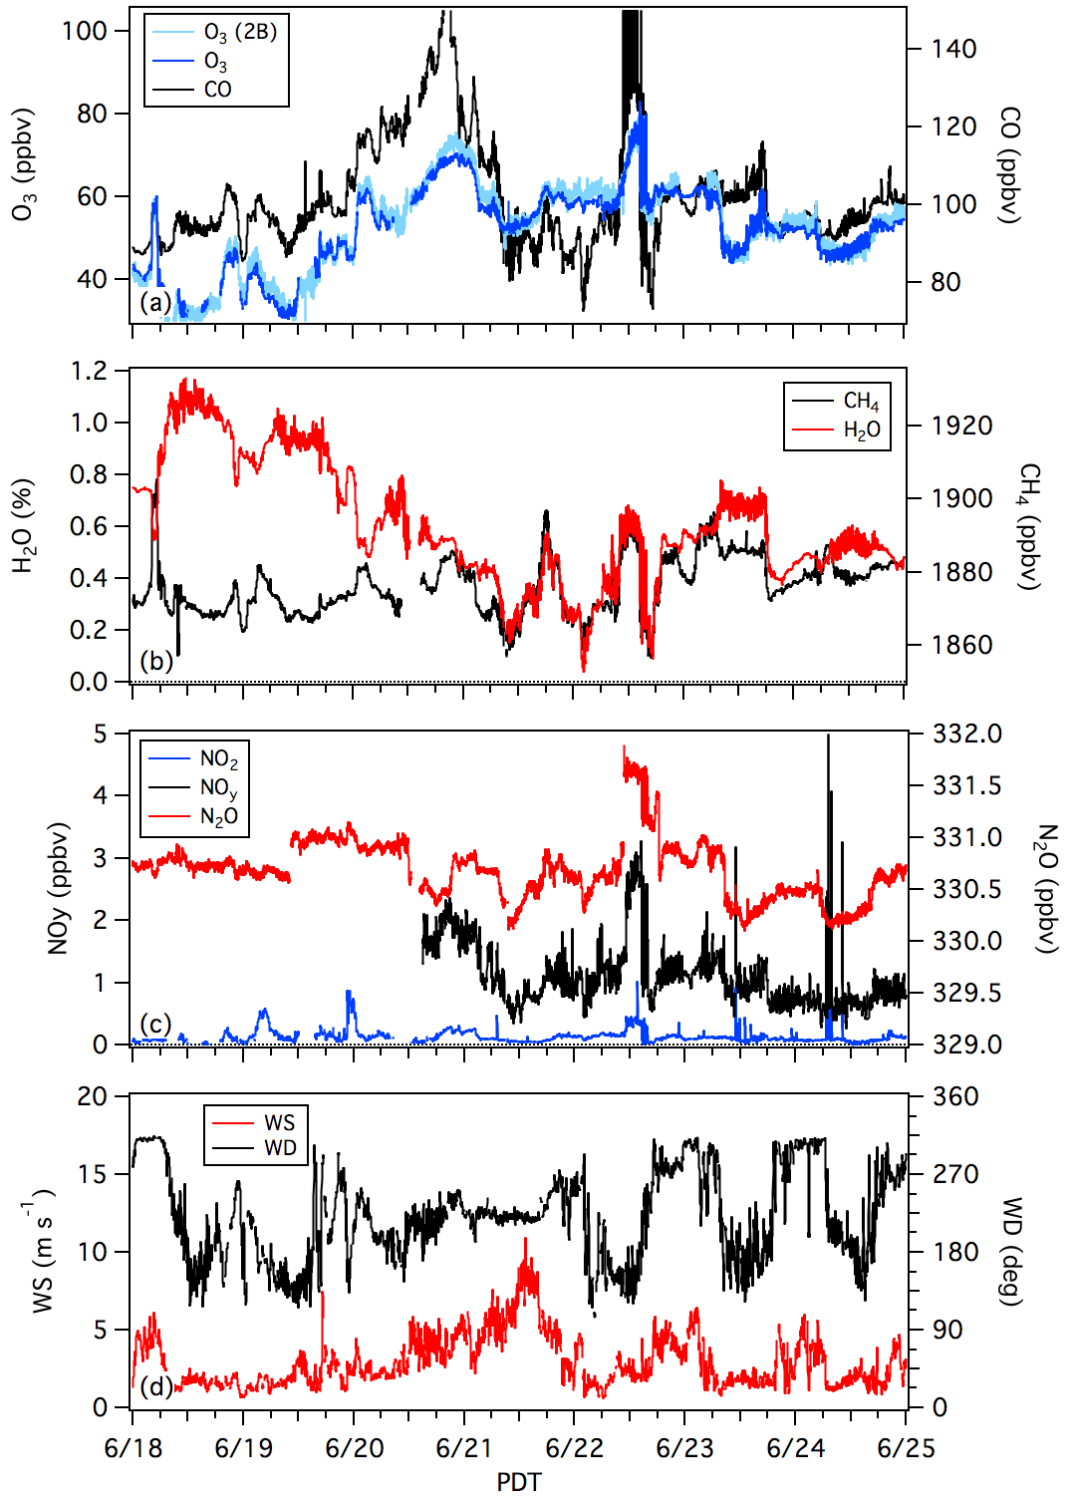 O₃ (ppbv)
100
80
60
40
O₃ (2B)
O₃
CO
(a)
140
120
100
80
CO (ppbv)
H₂O (%)
1.2
1.0
0.8
0.6
0.4
0.2
0.0
CH₄
H₂O
(b)
1920
1900
1880
1860
CH₄ (ppbv)
NOy (ppbv)
5
4
3
2
1
0
NO₂
NOᵧ
N₂O
(c)
332.0
331.5
331.0
330.5
330.0
329.5
329.0
N₂O (ppbv)
WS (m s⁻¹)
20
15
10
5
0
WS
WD
(d)
360
270
180
90
0
WD (deg)
6/18 6/19 6/20 6/21 6/22 6/23 6/24 6/25
PDT